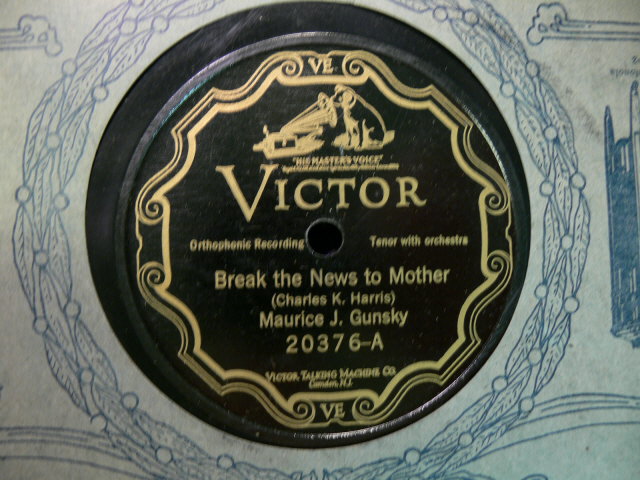 VE
"HIS MASTER'S VOICE"
VICTOR
Orthophonic Recording
Tenor with orchestra
Break the News to Mother
(Charles K. Harris)
Maurice J. Gunsky
20376-A
VICTOR TALKING MACHINE CO.
Camden, N.J.
VE